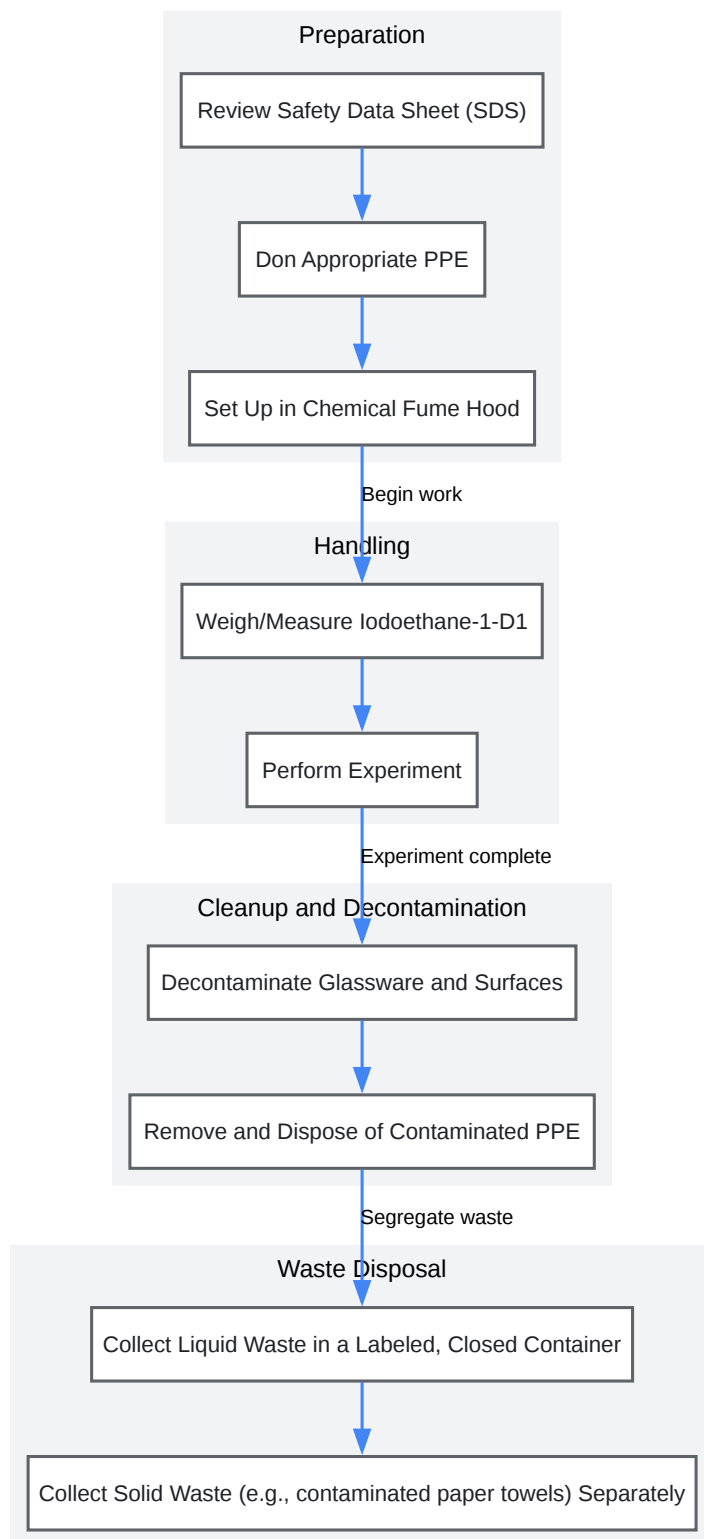 Preparation
Review Safety Data Sheet (SDS)
Don Appropriate PPE
Set Up in Chemical Fume Hood
Begin work
Handling
Weigh/Measure Iodoethane-1-D1
Perform Experiment
Experiment complete
Cleanup and Decontamination
Decontaminate Glassware and Surfaces
Remove and Dispose of Contaminated PPE
Segregate waste
Waste Disposal
Collect Liquid Waste in a Labeled, Closed Container
Collect Solid Waste (e.g., contaminated paper towels) Separately